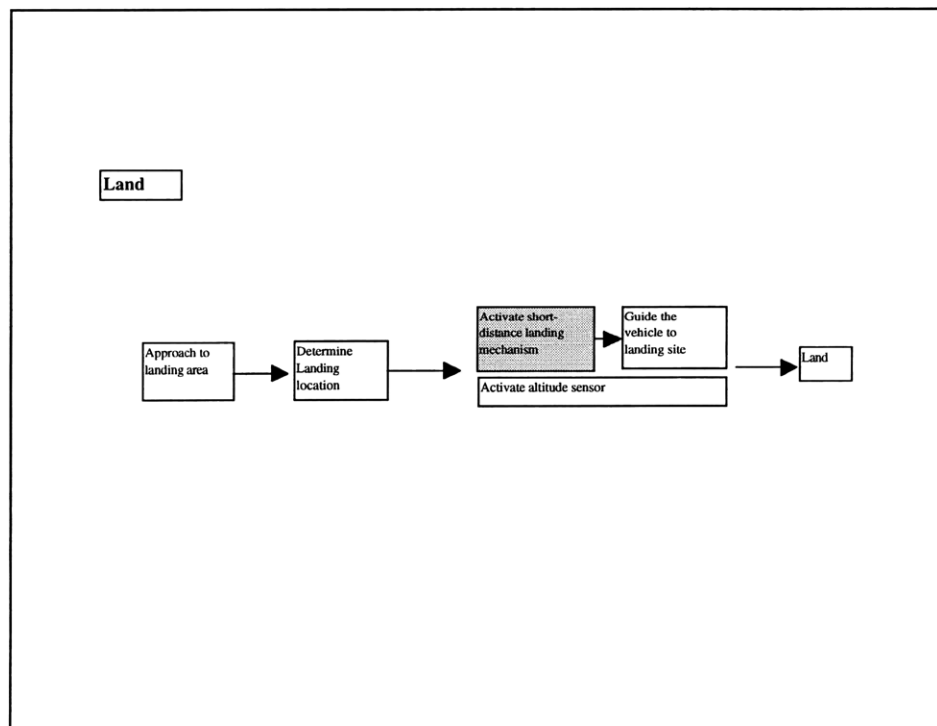 Land
Approach to
landing area
Determine
Landing
location
Activate short-
distance landing
mechanism
Guide the
vehicle to
landing site
Activate altitude sensor
Land